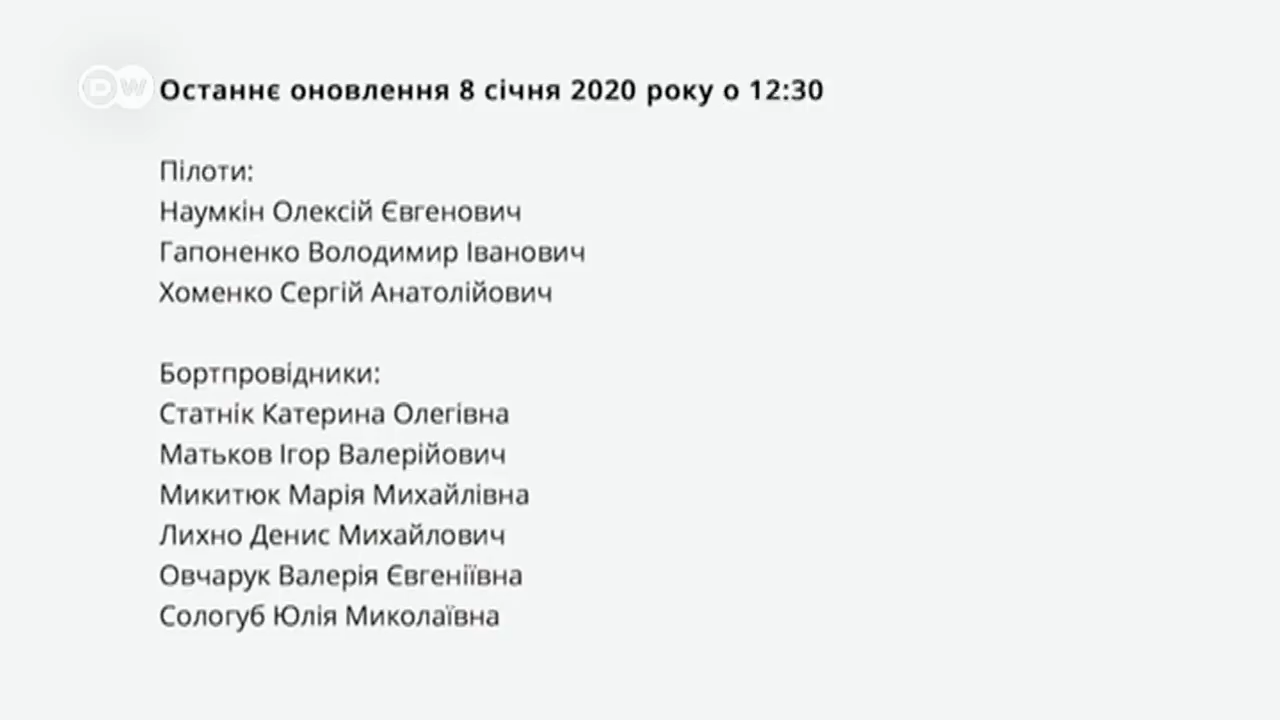 DW
Останнє оновлення 8 січня 2020 року о 12:30
Пілоти:
Наумкін Олексій Євгенович
Гапоненко Володимир Іванович
Хоменко Сергій Анатолійович
Бортпровідники:
Статнік Катерина Олегівна
Матьков Ігор Валерійович
Микитюк Марія Михайлівна
Лихно Денис Михайлович
Овчарук Валерія Євгеніївна
Сологуб Юлія Миколаївна